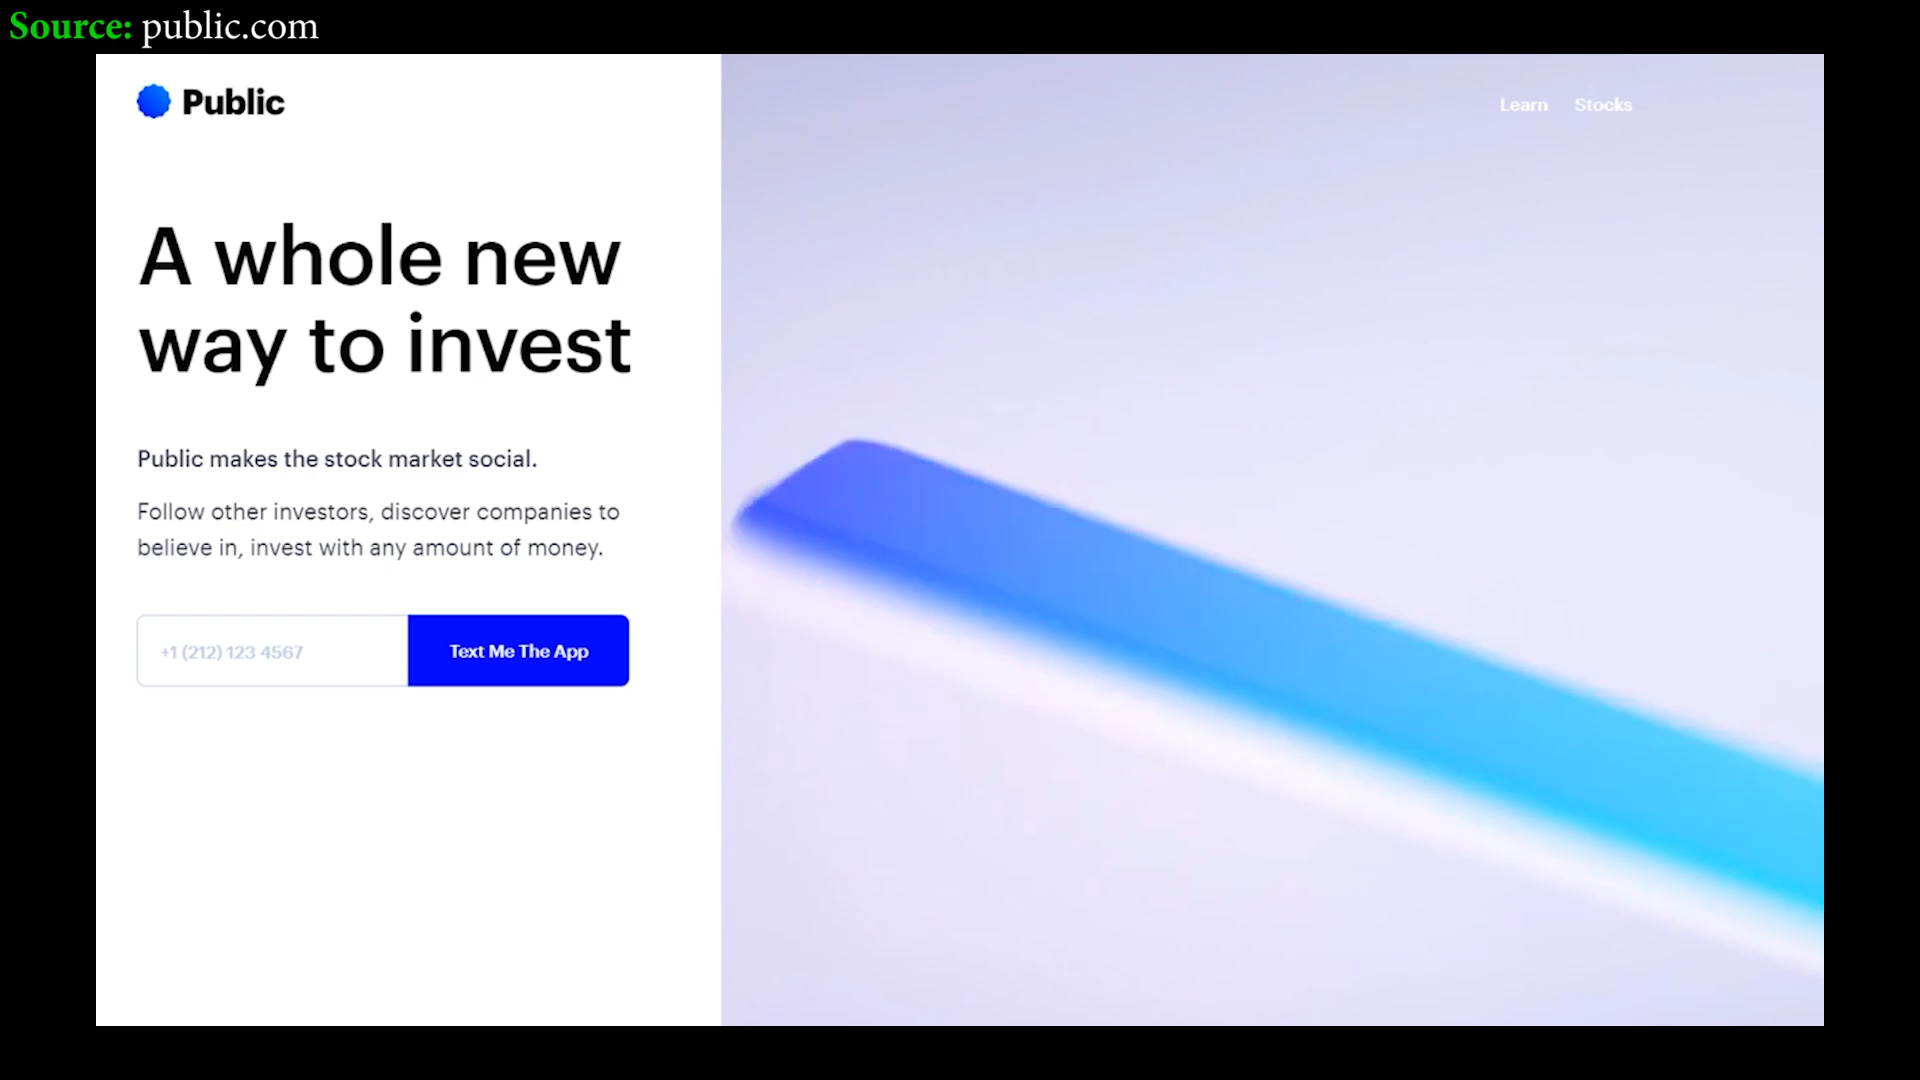 Source: public.com
Public
Learn Stocks
A whole new
way to invest
Public makes the stock market social.
Follow other investors, discover companies to
believe in, invest with any amount of money.
+1 (212) 123 4567
Text Me The App